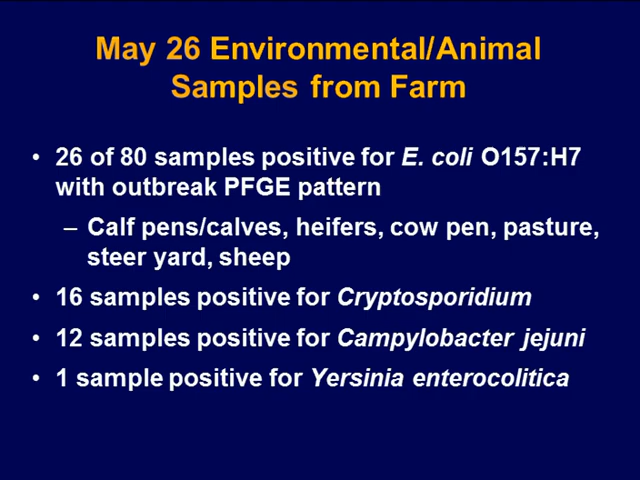 May 26 Environmental/Animal
Samples from Farm
• 26 of 80 samples positive for E. coli O157:H7
with outbreak PFGE pattern
– Calf pens/calves, heifers, cow pen, pasture,
steer yard, sheep
• 16 samples positive for Cryptosporidium
• 12 samples positive for Campylobacter jejuni
• 1 sample positive for Yersinia enterocolitica